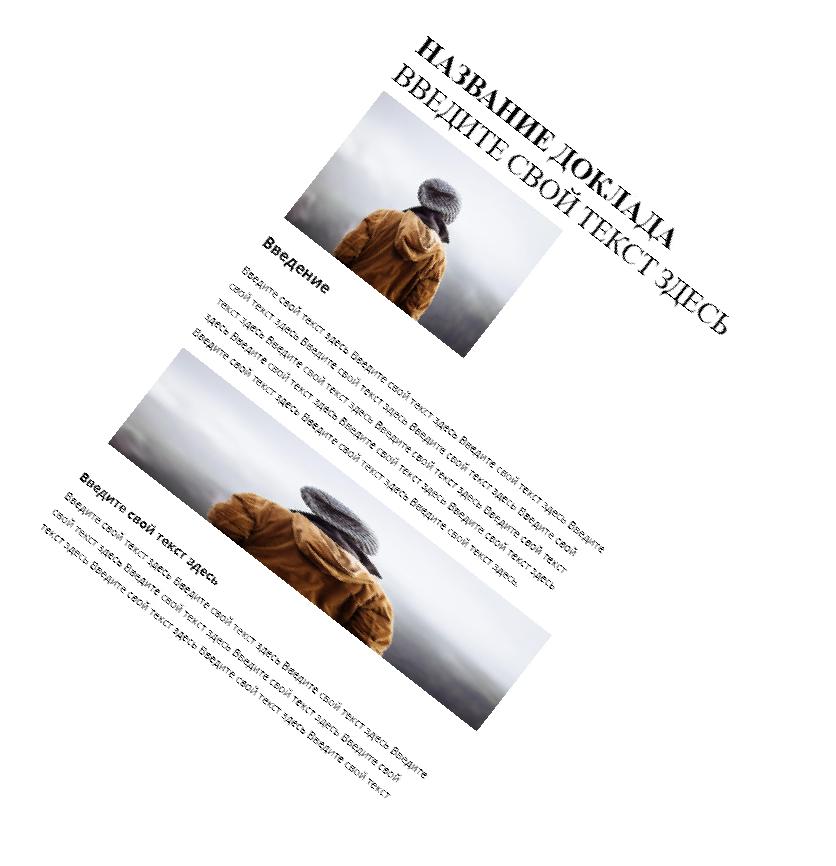 НАЗВАНИЕ ДОКЛАДА
ВВЕДИТЕ СВОЙ ТЕКСТ ЗДЕСЬ
Введение
Введите свой текст здесь Введите свой текст здесь Введите свой текст здесь Введите
свой текст здесь Введите свой текст здесь Введите свой текст здесь Введите свой
текст здесь Введите свой текст здесь Введите свой текст здесь Введите свой текст
здесь Введите свой текст здесь Введите свой текст здесь Введите свой текст здесь
Введите свой текст здесь Введите свой текст здесь Введите свой текст здесь.
Введите свой текст здесь
Введите свой текст здесь Введите свой текст здесь Введите свой текст здесь Введите
свой текст здесь Введите свой текст здесь Введите свой текст здесь Введите свой
текст здесь Введите свой текст здесь Введите свой текст здесь Введите свой текст